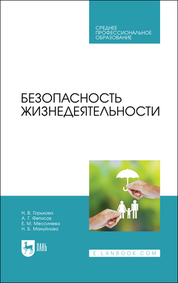 СРЕДНЕЕ
ПРОФЕССИОНАЛЬНОЕ
ОБРАЗОВАНИЕ
БЕЗОПАСНОСТЬ
ЖИЗНЕДЕЯТЕЛЬНОСТИ
Н. В. Горькова
А. Г. Фетисов
Е. М. Мессинева
Н. Б. Мануйлова
ЛАНЬ
E.LANBOOK.COM